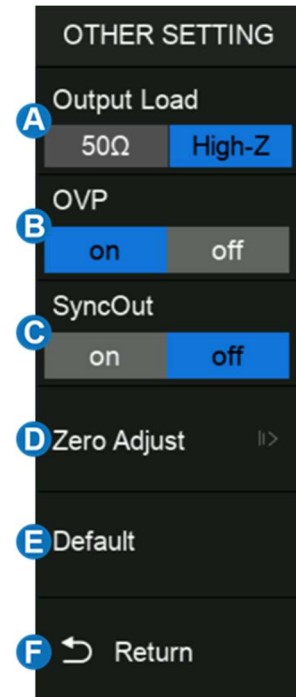 OTHER SETTING
Output Load
A
50Ω High-Z
OVP
B
on off
SyncOut
C
on off
D Zero Adjust
E Default
F Return